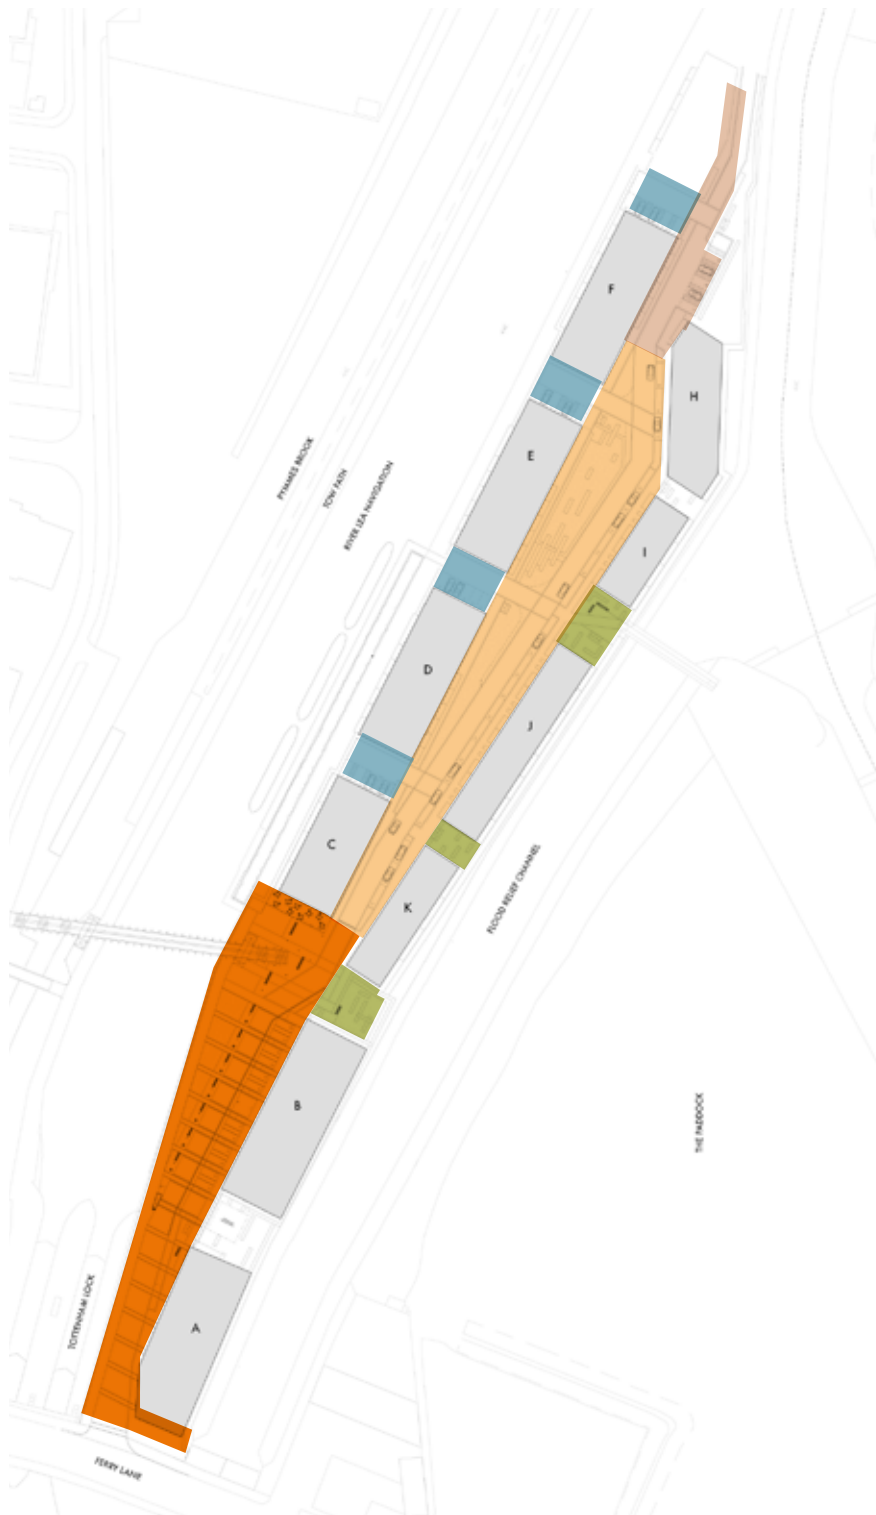 F
H
E
PYMMES BROOK
TOW PATH
RIVER LEA NAVIGATION
I
D
J
C
FLOOD RELIEF CHANNEL
K
B
THE PADDOCK
TOTTENHAM LOCK
A
FERRY LANE